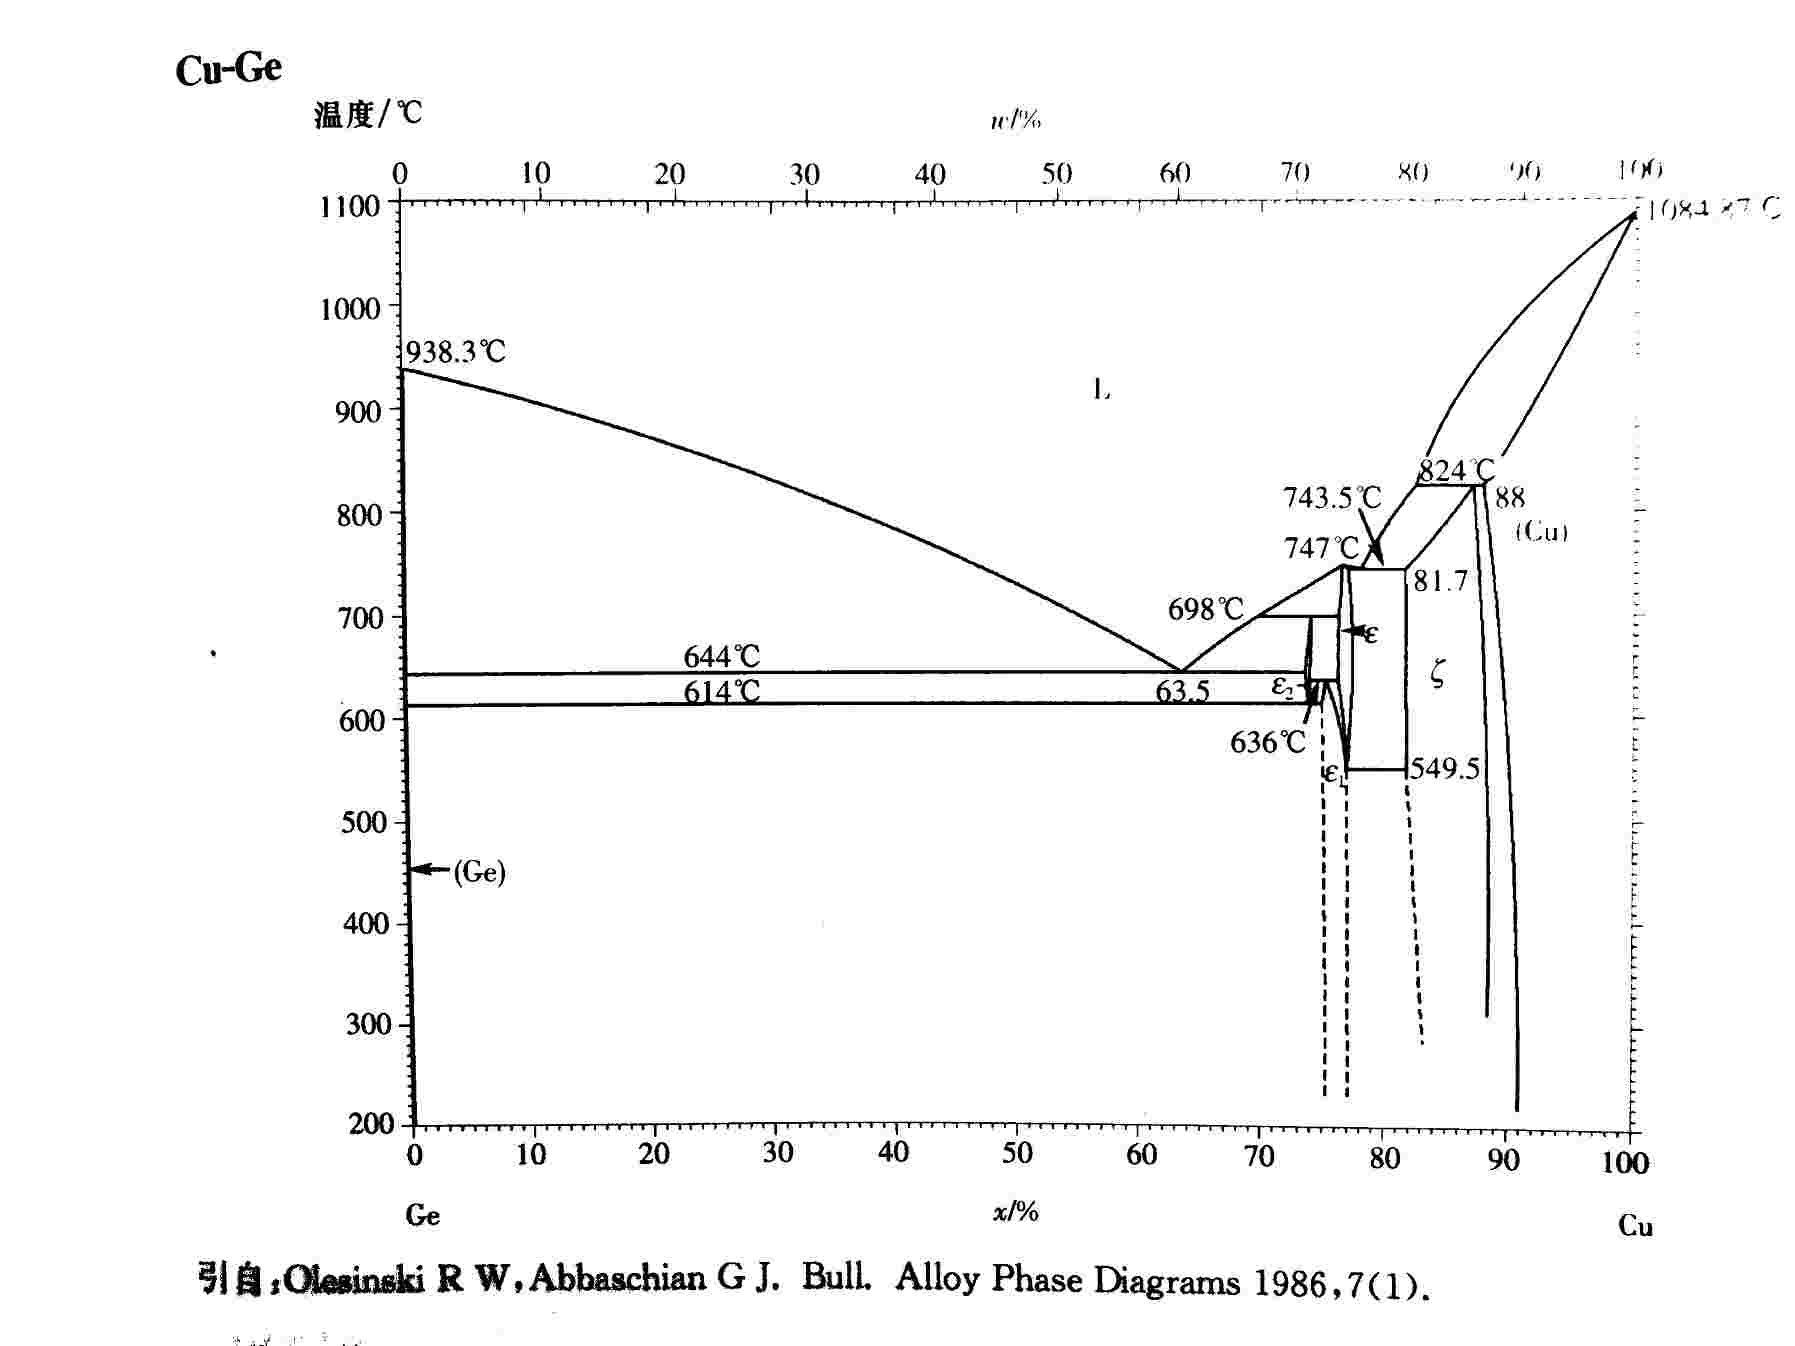 Cu-Ge
温度/℃
w/%
0 10 20 30 40 50 60 70 80 90 100
1100
1084.87℃
1000
938.3℃
900
L
824℃
800
743.5℃
88
(Cu)
747℃
81.7
700
698℃
ε
644℃
ζ
614℃
63.5
ε2
600
636℃
ε1
549.5
500
(Ge)
400
300
200
0 10 20 30 40 50 60 70 80 90 100
Ge
x/%
Cu
引自:Olesinski R W,Abbaschian G J. Bull. Alloy Phase Diagrams 1986,7(1).